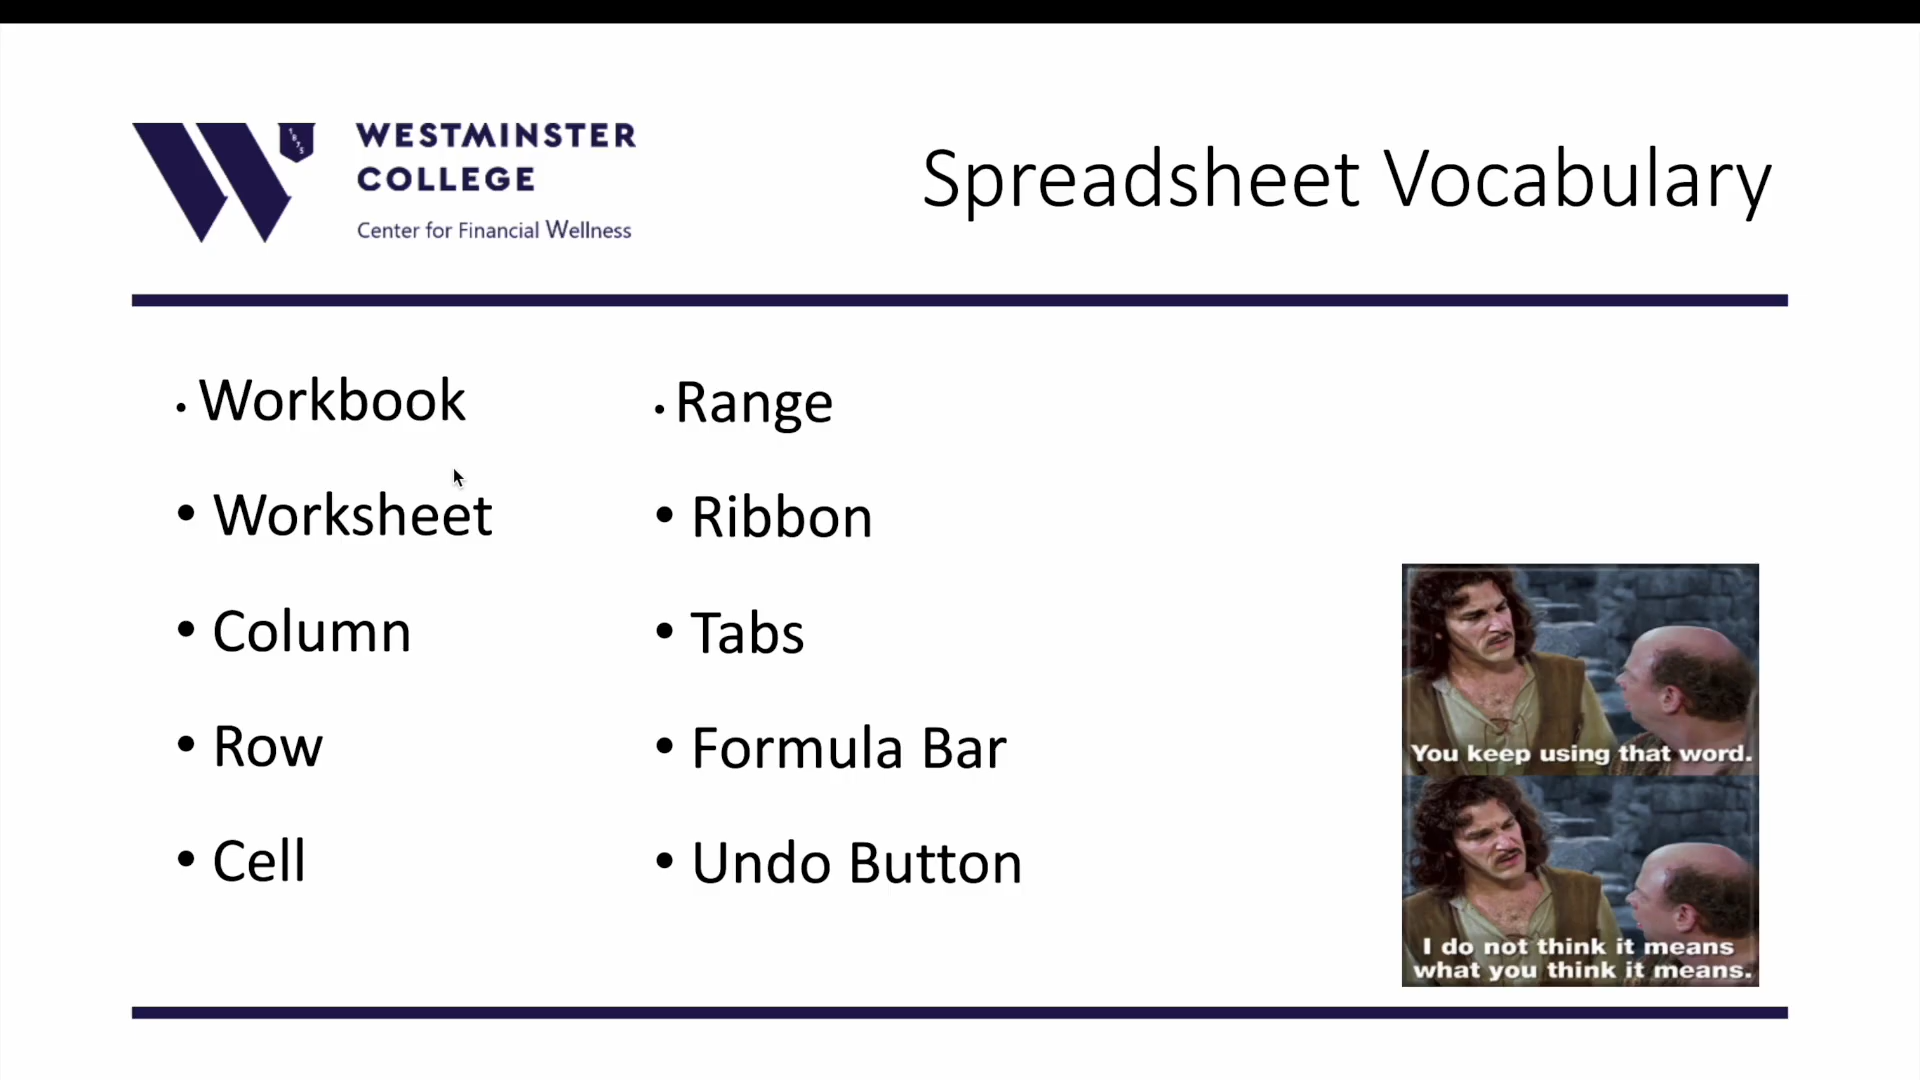 WESTMINSTER
COLLEGE
Center for Financial Wellness
1875
Spreadsheet Vocabulary
• Workbook
• Worksheet
• Column
• Row
• Cell
• Range
• Ribbon
• Tabs
• Formula Bar
• Undo Button
You keep using that word.
I do not think it means
what you think it means.